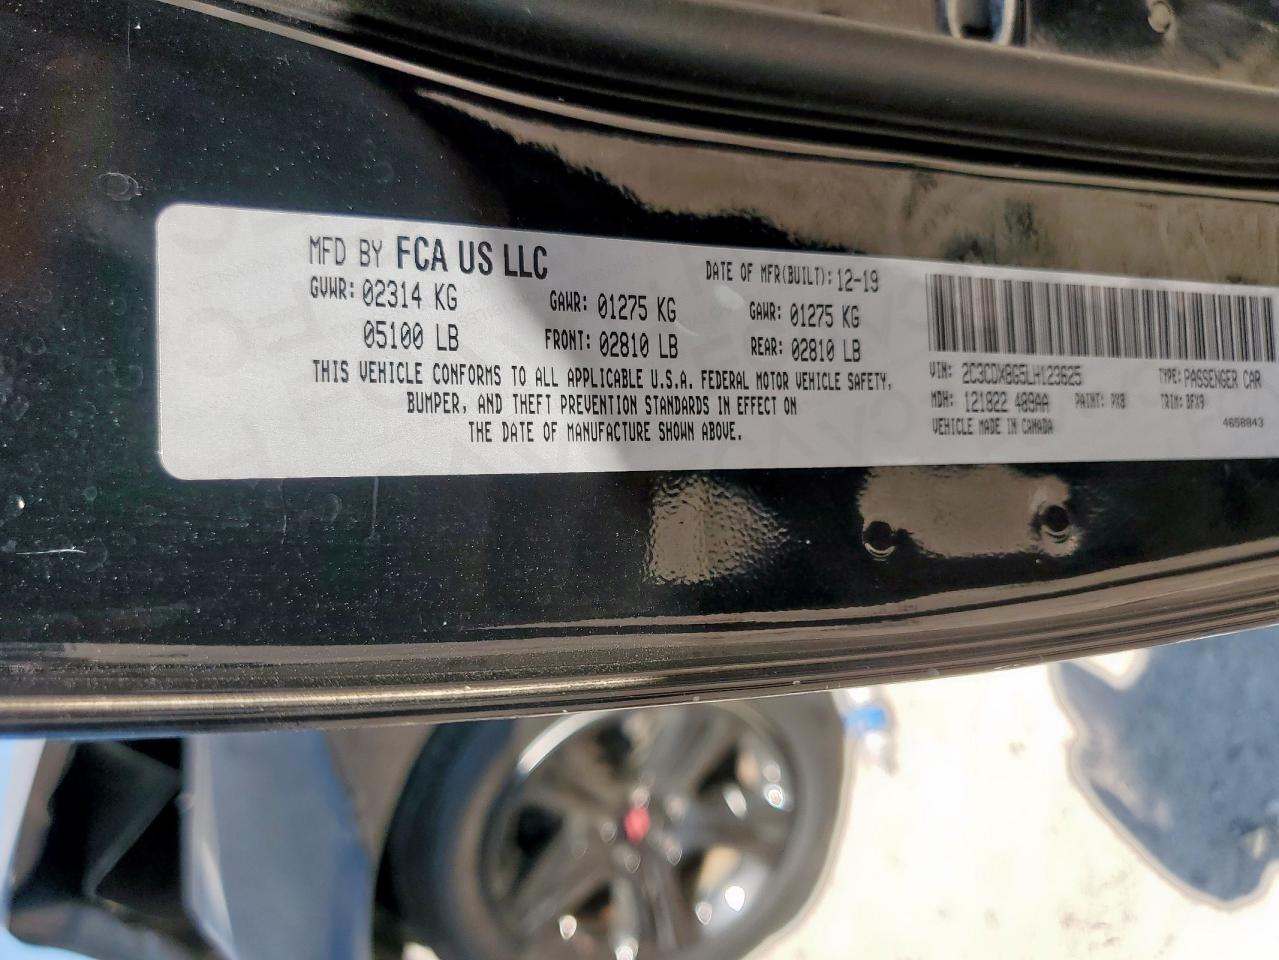 MFD BY FCA US LLC
DATE OF MFR(BUILT): 12-19
GVWR: 02314 KG
GAWR: 01275 KG
GAWR: 01275 KG
05100 LB
FRONT: 02810 LB
REAR: 02810 LB
THIS VEHICLE CONFORMS TO ALL APPLICABLE U.S.A. FEDERAL MOTOR VEHICLE SAFETY,
BUMPER, AND THEFT PREVENTION STANDARDS IN EFFECT ON
THE DATE OF MANUFACTURE SHOWN ABOVE.
VIN: 2C3CDXBG5LH123625
TYPE: PASSENGER CAR
MDH: 121822 489AA
PAINT: PX8
TRIM: DFX9
VEHICLE MADE IN CANADA
4658843